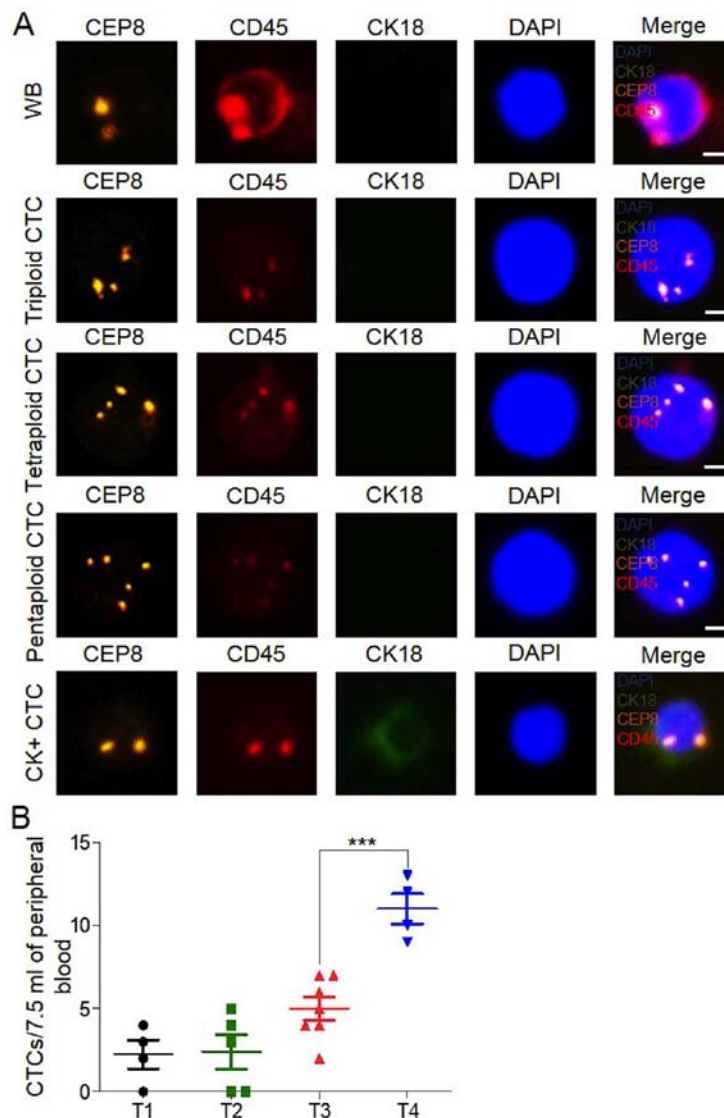 A
CEP8 CD45 CK18 DAPI Merge
WB
DAPI
CK18
CEP8
CD45
CEP8 CD45 CK18 DAPI Merge
Triploid CTC
DAPI
CK18
CEP8
CD45
CEP8 CD45 CK18 DAPI Merge
Tetraploid CTC
DAPI
CK18
CEP8
CD45
CEP8 CD45 CK18 DAPI Merge
Pentaploid CTC
DAPI
CK18
CEP8
CD45
CEP8 CD45 CK18 DAPI Merge
CK+ CTC
DAPI
CK18
CEP8
CD45
B
CTCs/7.5 ml of peripheral
blood
15
10
5
0
***
T1 T2 T3 T4